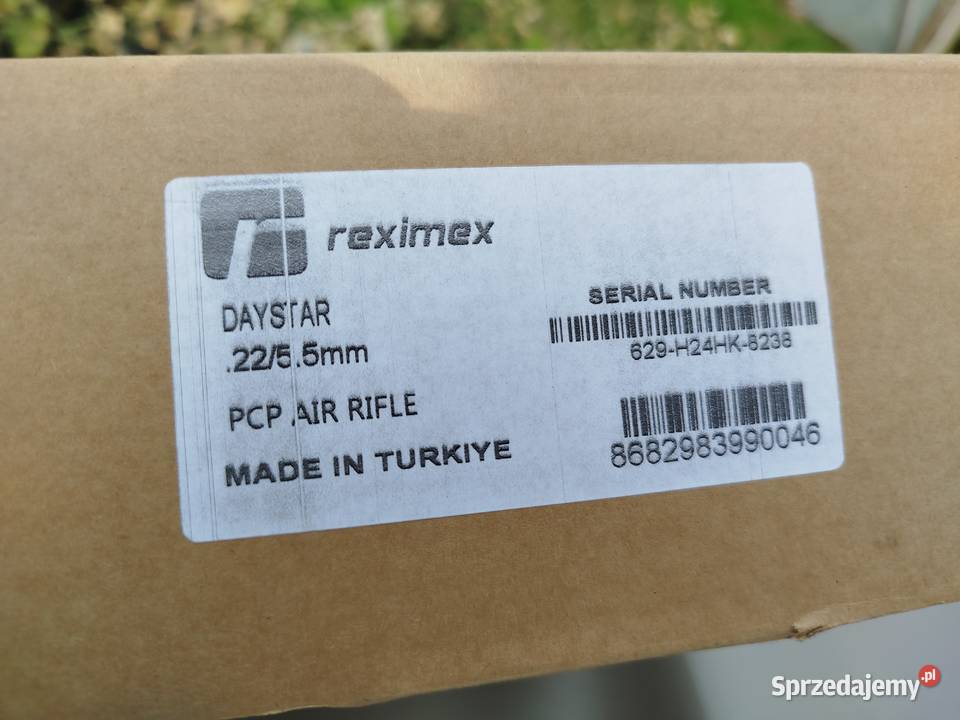 reximex
DAYSTAR
.22/5.5mm
PCP AIR RIFLE
MADE IN TURKIYE
SERIAL NUMBER
629-H24HK-6238
8682983990046
Sprzedajemy.pl